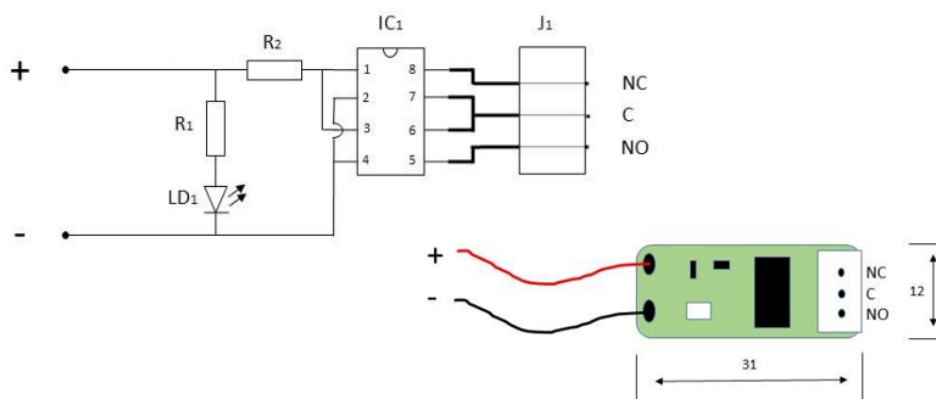 IC1 J1
R2
+ 1 8 NC
2 7 C
R1 3 6 NO
4 5
LD1
-
+
-
NC
C
NO
12
31